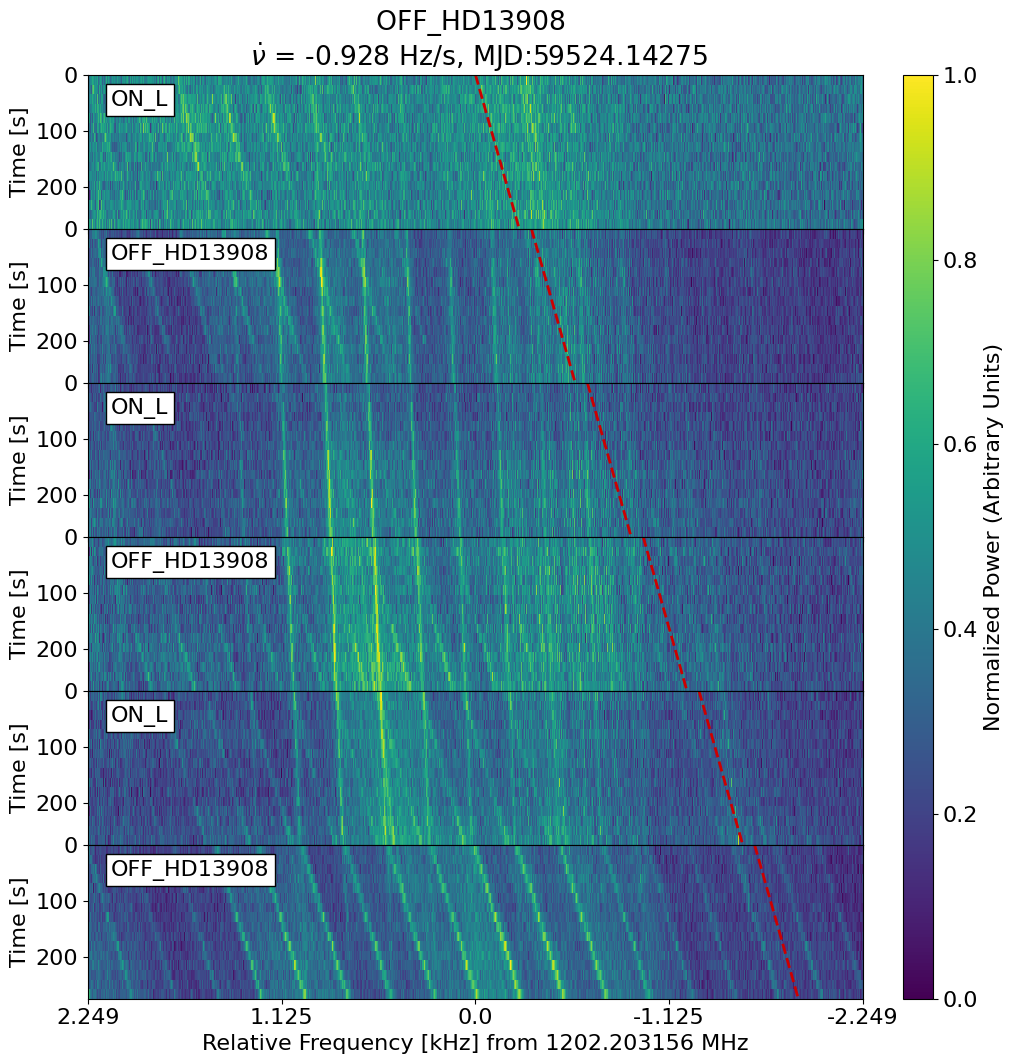 OFF_HD13908
ν̇ = -0.928 Hz/s, MJD:59524.14275
0
ON_L
100
Time [s]
200
0
OFF_HD13908
100
Time [s]
200
0
ON_L
100
Time [s]
200
0
OFF_HD13908
100
Time [s]
200
0
ON_L
100
Time [s]
200
0
OFF_HD13908
100
Time [s]
200
2.249 1.125 0.0 -1.125 -2.249
Relative Frequency [kHz] from 1202.203156 MHz
1.0
0.8
0.6
0.4
0.2
0.0
Normalized Power (Arbitrary Units)